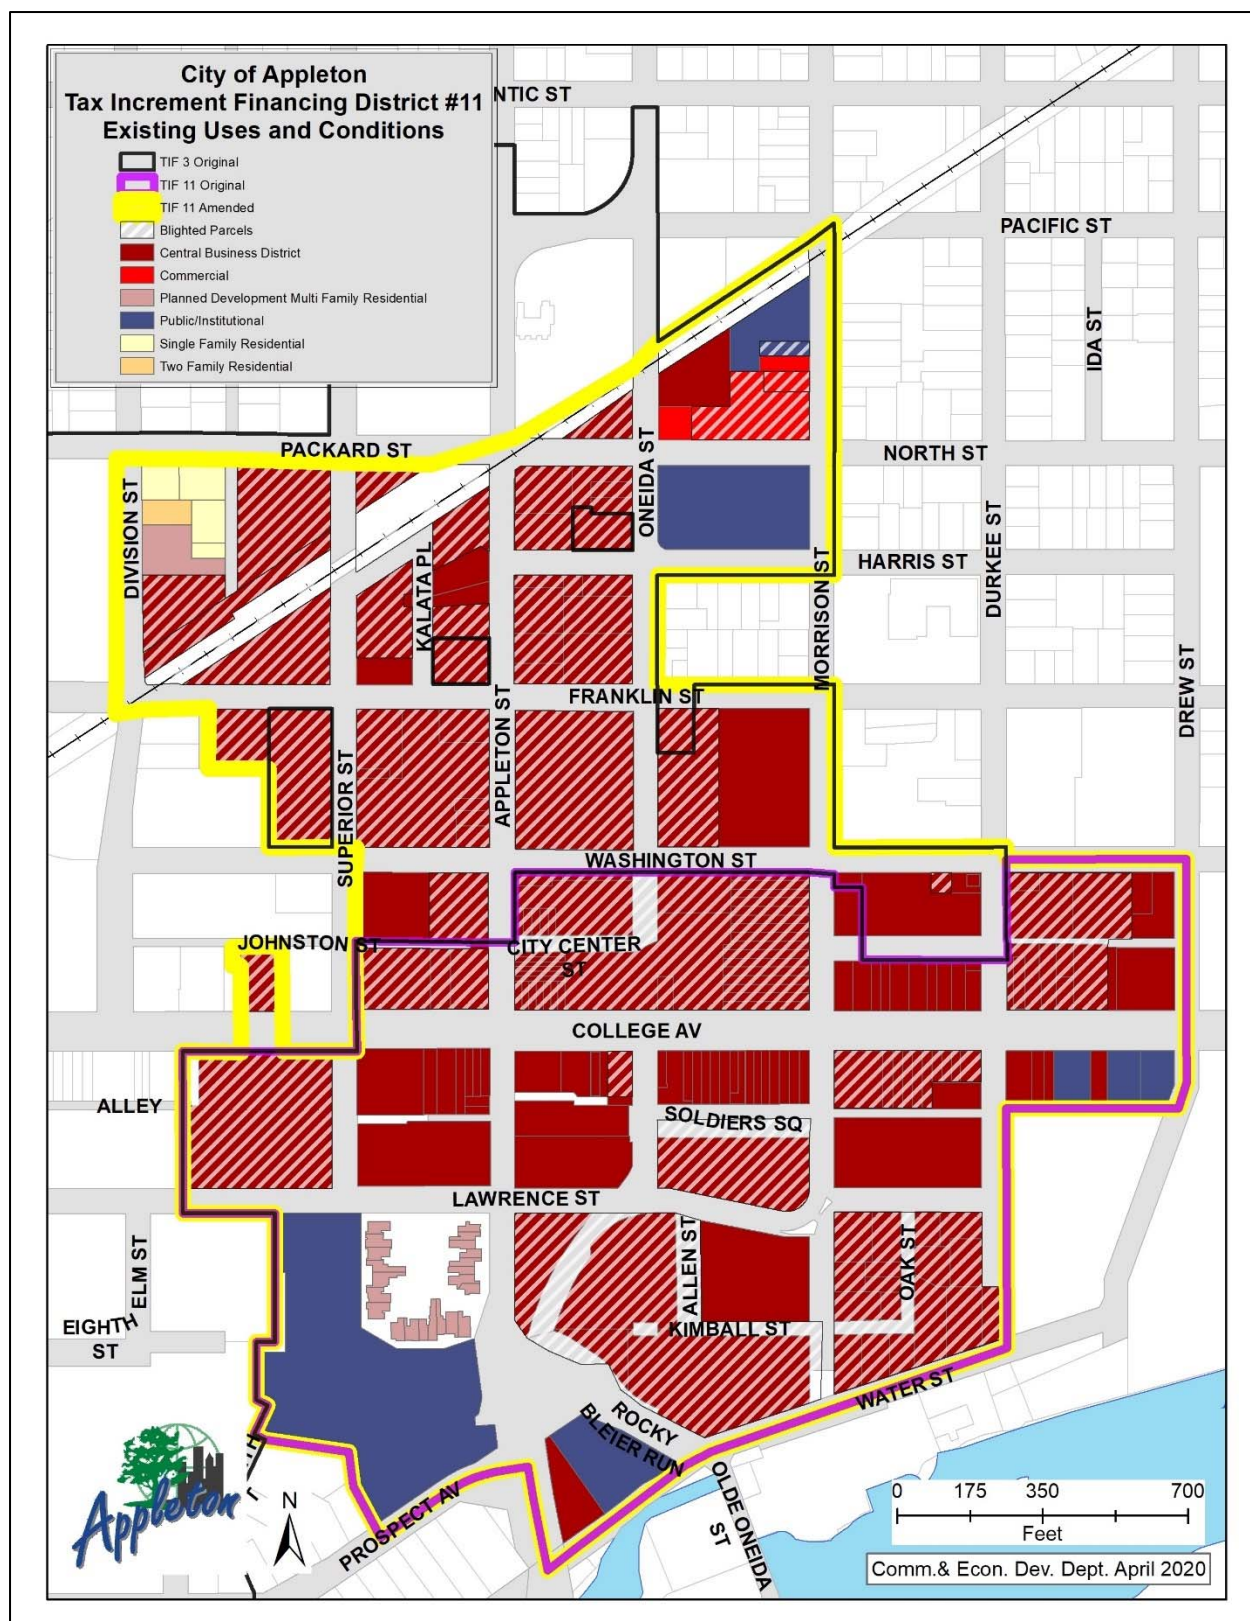 City of Appleton
Tax Increment Financing District #11
Existing Uses and Conditions
TIF 3 Original
TIF 11 Original
TIF 11 Amended
Blighted Parcels
Central Business District
Commercial
Planned Development Multi Family Residential
Public/Institutional
Single Family Residential
Two Family Residential
NTIC ST
PACIFIC ST
IDA ST
PACKARD ST
ONEIDA ST
NORTH ST
DIVISION ST
KALATA PL
MORRISON ST
HARRIS ST
DURKEE ST
DREW ST
FRANKLIN ST
APPLETON ST
SUPERIOR ST
WASHINGTON ST
JOHNSTON ST
CITY CENTER
ST
COLLEGE AV
ALLEY
SOLDIERS SQ
LAWRENCE ST
ELM ST
ALLEN ST
OAK ST
EIGHTH
ST
KIMBALL ST
WATER ST
ROCKY
BLEIER RUN
PROSPECT AV
OLDE ONEIDA
ST
Appleton
N
0 175 350 700
Feet
Comm.& Econ. Dev. Dept. April 2020